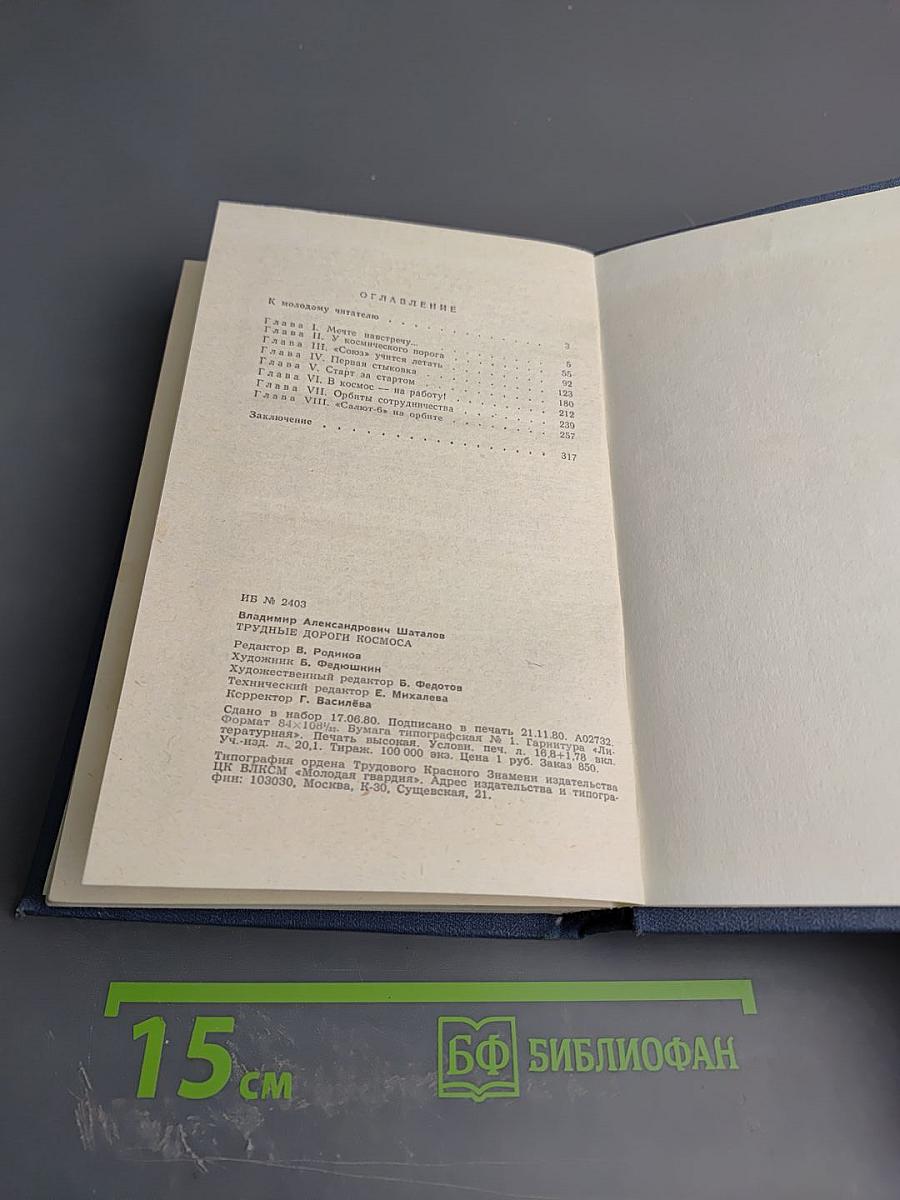 ОГЛАВЛЕНИЕ
К молодому читателю . . . . . . . . . . 3
Глава I. Мечте навстречу... . . . . . . . . 5
Глава II. У космического порога . . . . . . . 55
Глава III. «Союз» учится летать . . . . . . . 92
Глава IV. Первая стыковка . . . . . . . . 123
Глава V. Старт за стартом . . . . . . . . 180
Глава VI. В космос — на работу! . . . . . . . 212
Глава VII. Орбиты сотрудничества . . . . . . . 239
Глава VIII. «Салют-6» на орбите . . . . . . . 257
Заключение . . . . . . . . . . . . 317
ИБ № 2403
Владимир Александрович Шаталов
ТРУДНЫЕ ДОРОГИ КОСМОСА
Редактор В. Родиков
Художник Б. Федюшкин
Художественный редактор Б. Федотов
Технический редактор Е. Михалева
Корректор Г. Василёва
Сдано в набор 17.06.80. Подписано в печать 21.11.80. А02732.
Формат 84×108¹/₃₂. Бумага типографская № 1. Гарнитура «Ли-
тературная». Печать высокая. Условн. печ. л. 16,8+1,78 вкл.
Уч.-изд. л. 20,1. Тираж. 100 000 экз. Цена 1 руб. Заказ 850.
Типография ордена Трудового Красного Знамени издательства
ЦК ВЛКСМ «Молодая гвардия». Адрес издательства и типогра-
фии: 103030, Москва, К-30, Сущевская, 21.
15 см
БФ БИБЛИОФАН